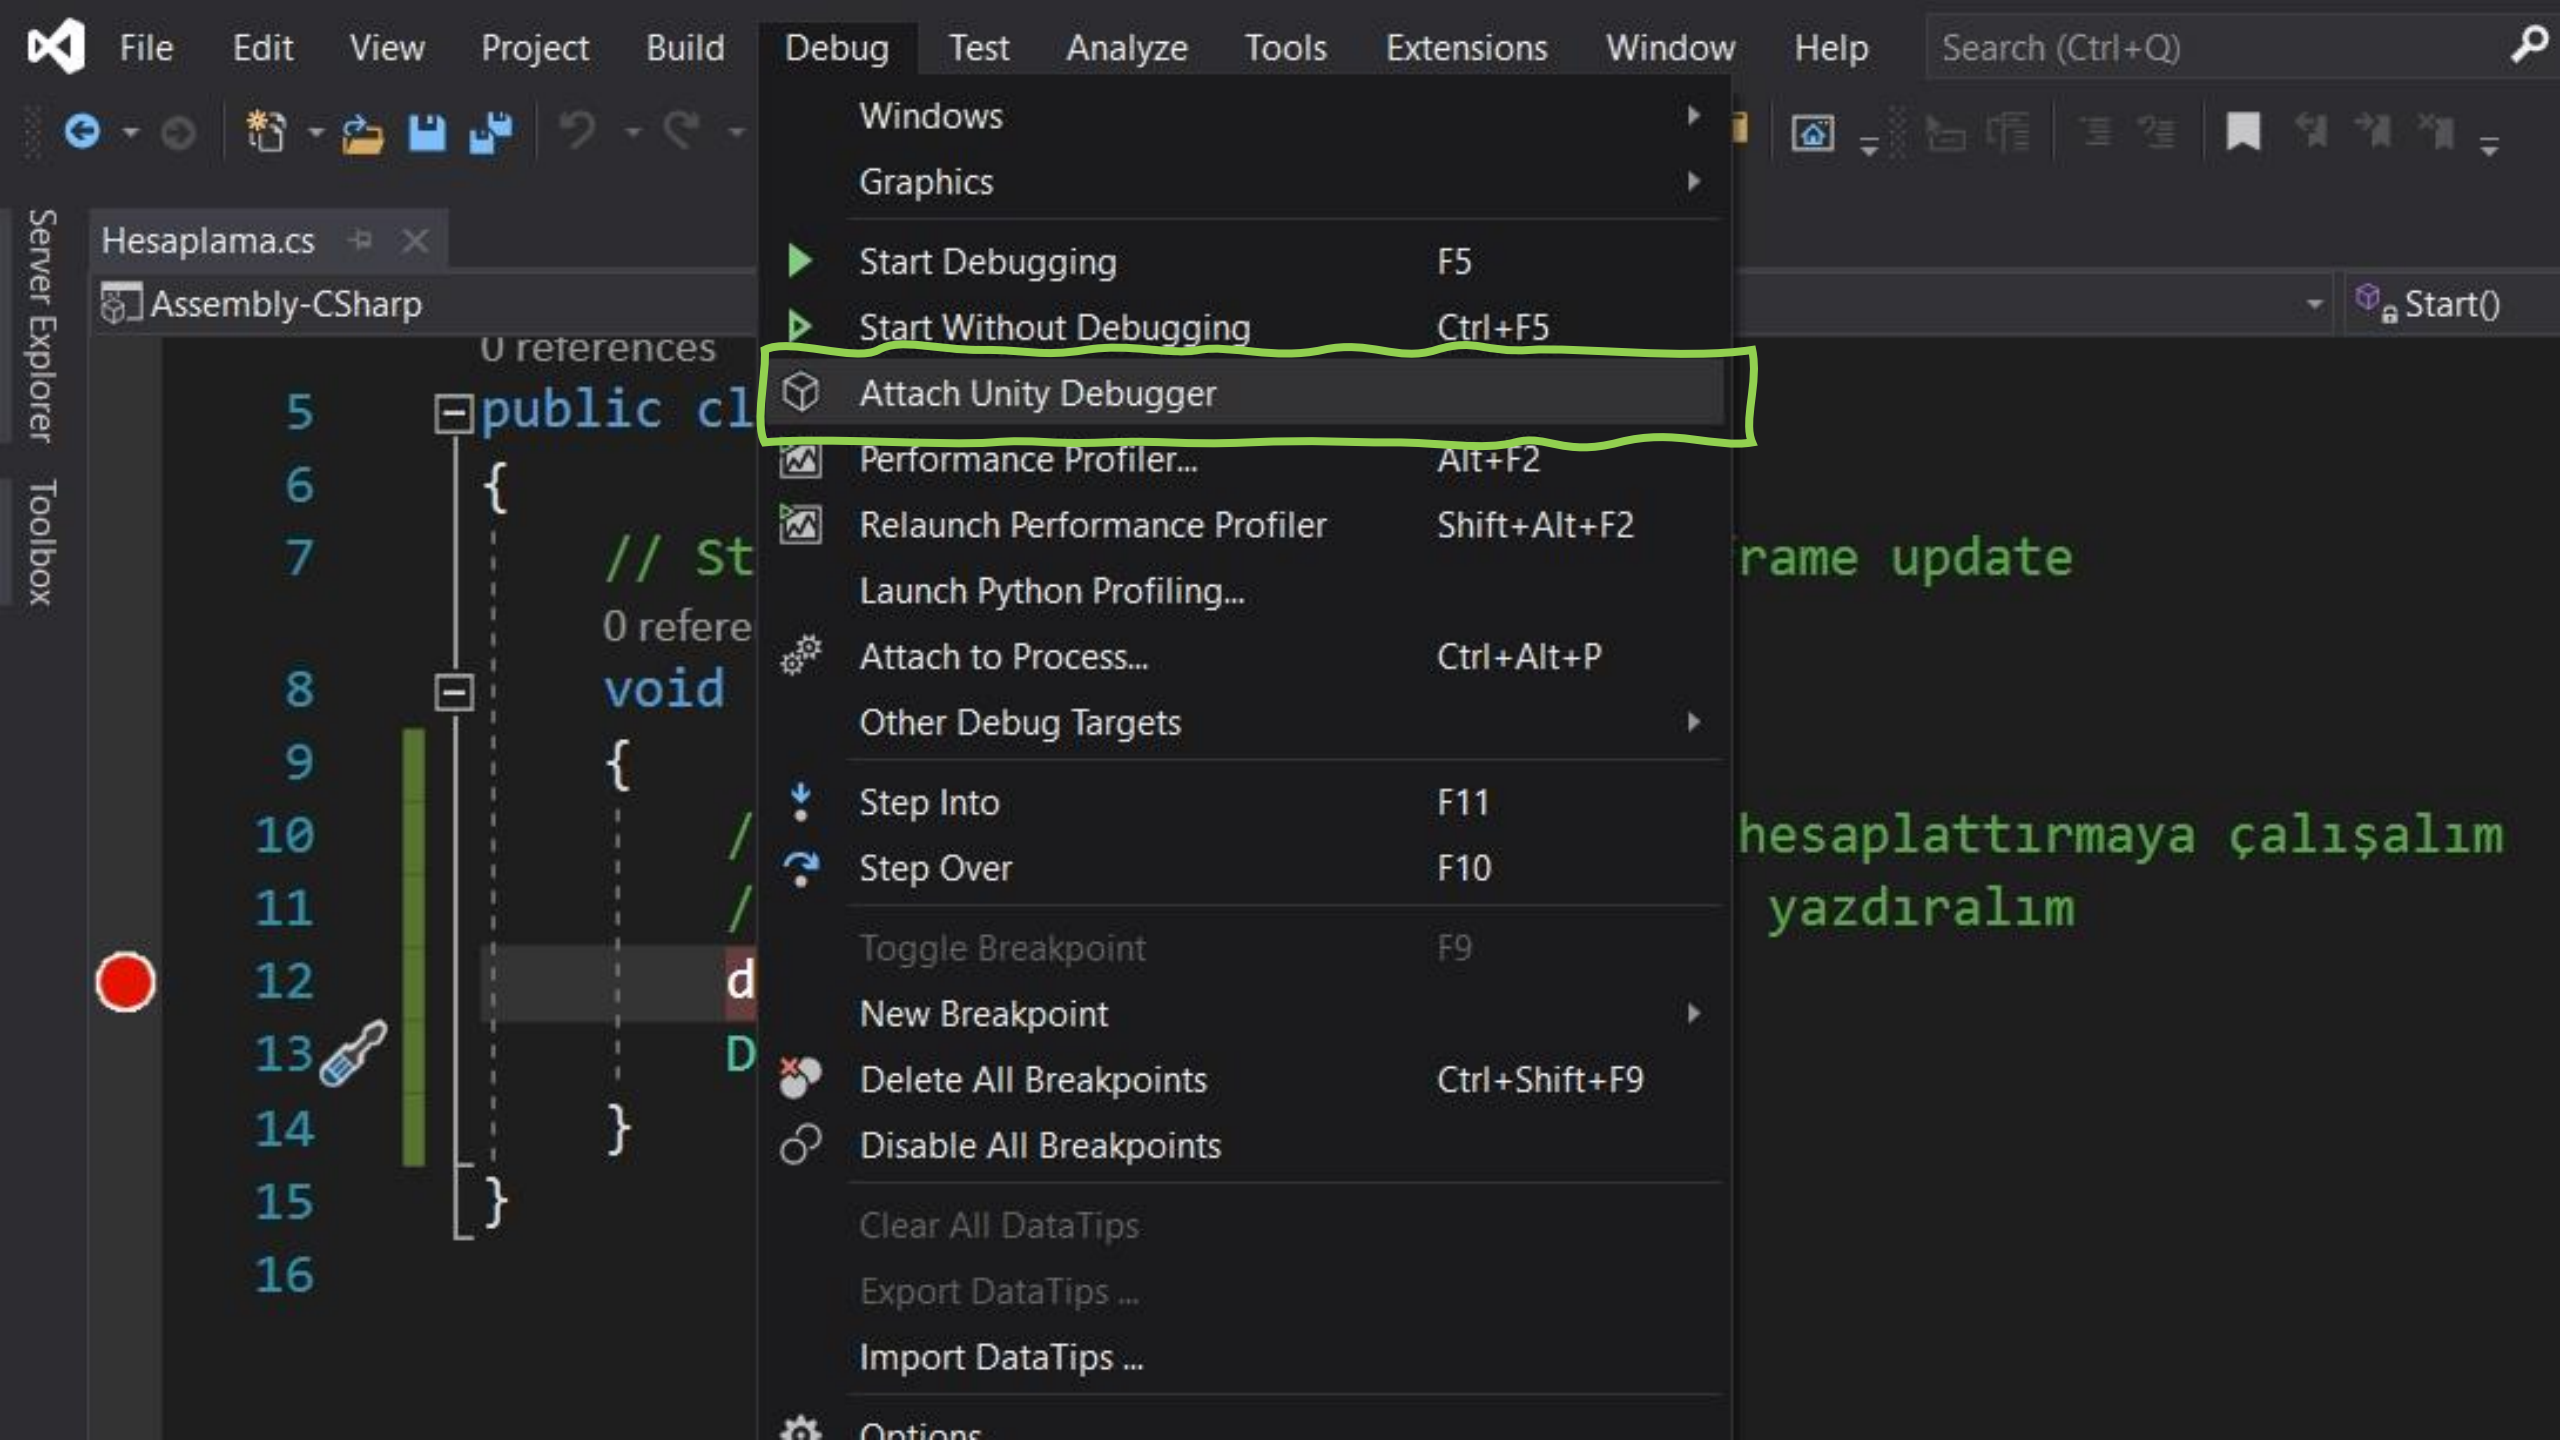 File Edit View Project Build Debug Test Analyze Tools Extensions Window Help Search (Ctrl+Q)
Server Explorer
Toolbox
Hesaplama.cs
Assembly-CSharp
Start()
Windows
Graphics
Start Debugging F5
Start Without Debugging Ctrl+F5
Attach Unity Debugger
Performance Profiler... Alt+F2
Relaunch Performance Profiler Shift+Alt+F2
Launch Python Profiling...
Attach to Process... Ctrl+Alt+P
Other Debug Targets
Step Into F11
Step Over F10
Toggle Breakpoint F9
New Breakpoint
Delete All Breakpoints Ctrl+Shift+F9
Disable All Breakpoints
Clear All DataTips
Export DataTips ...
Import DataTips ...
Options
0 references
5 public cl
6 {
7 // St rame update
0 refere
8 void
9 {
10 / hesaplattırmaya çalışalım
11 / yazdıralım
12 d
13 D
14 }
15 }
16